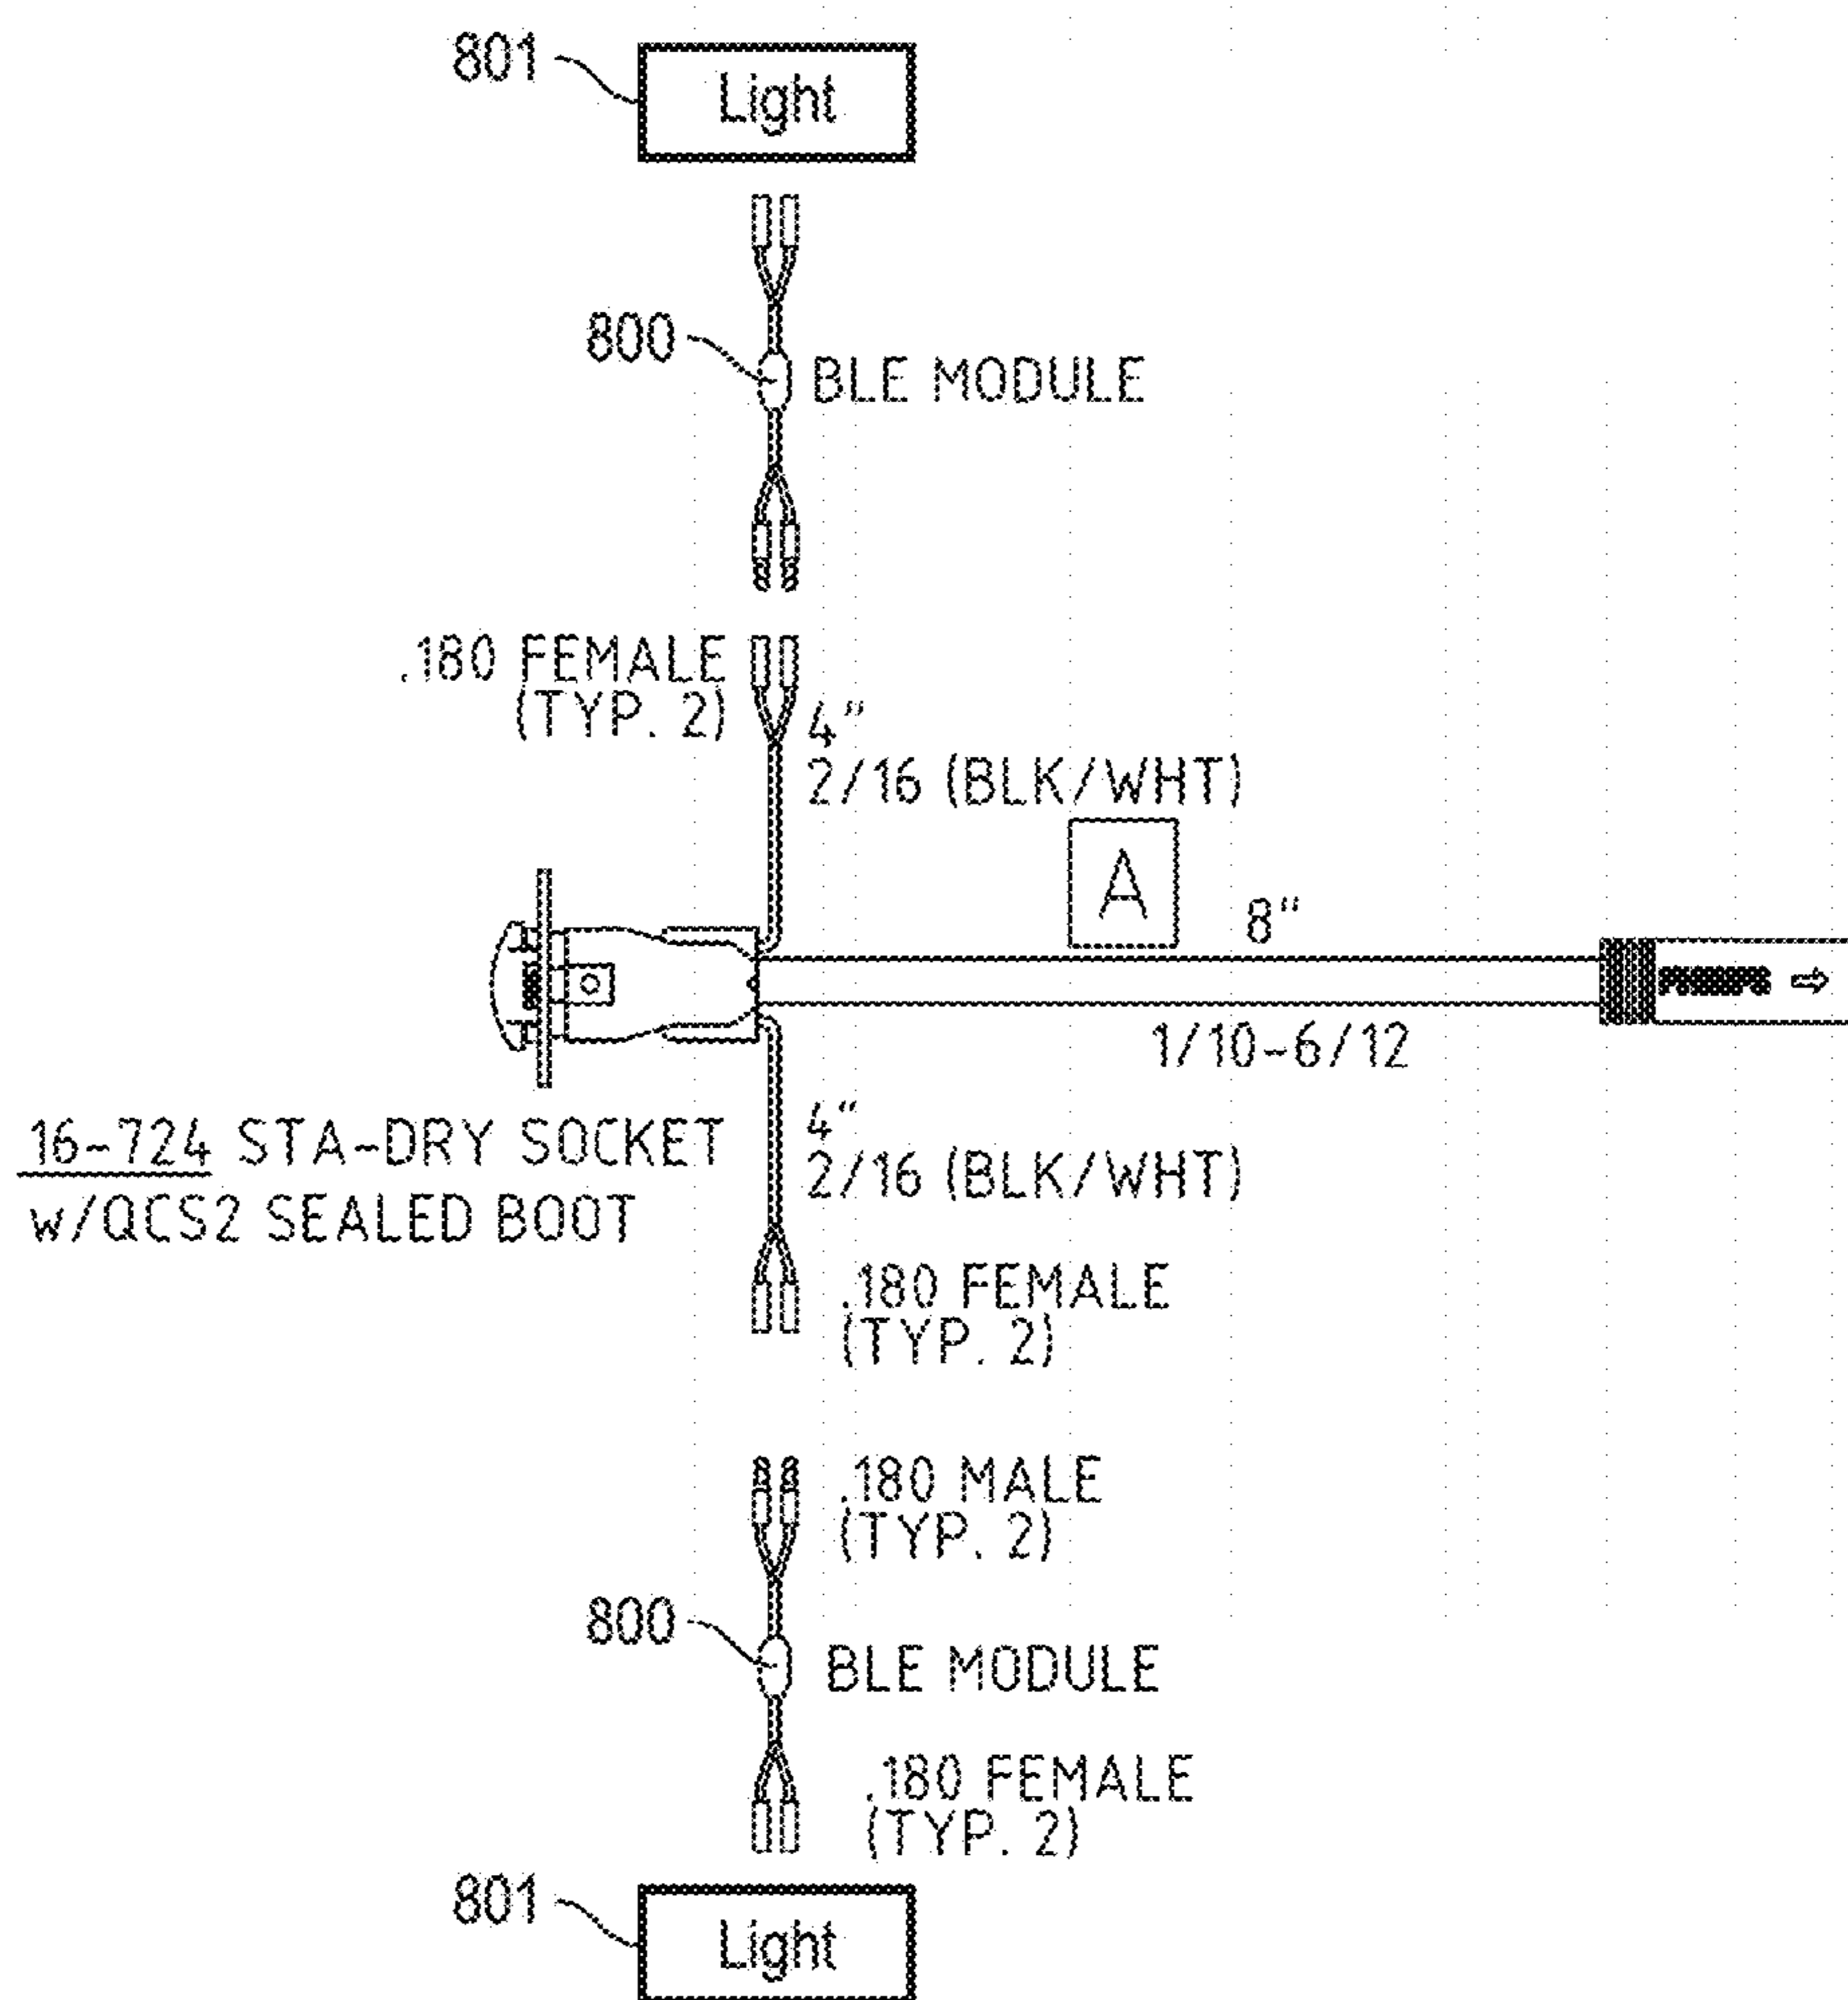 801
Light
800
BLE MODULE
.180 FEMALE
(TYP. 2)
4"
2/16 (BLK/WHT)
A
8"
PHILLIPS
1/10-6/12
16-724 STA-DRY SOCKET
w/QCS2 SEALED BOOT
4"
2/16 (BLK/WHT)
.180 FEMALE
(TYP. 2)
.180 MALE
(TYP. 2)
800
BLE MODULE
.180 FEMALE
(TYP. 2)
801
Light